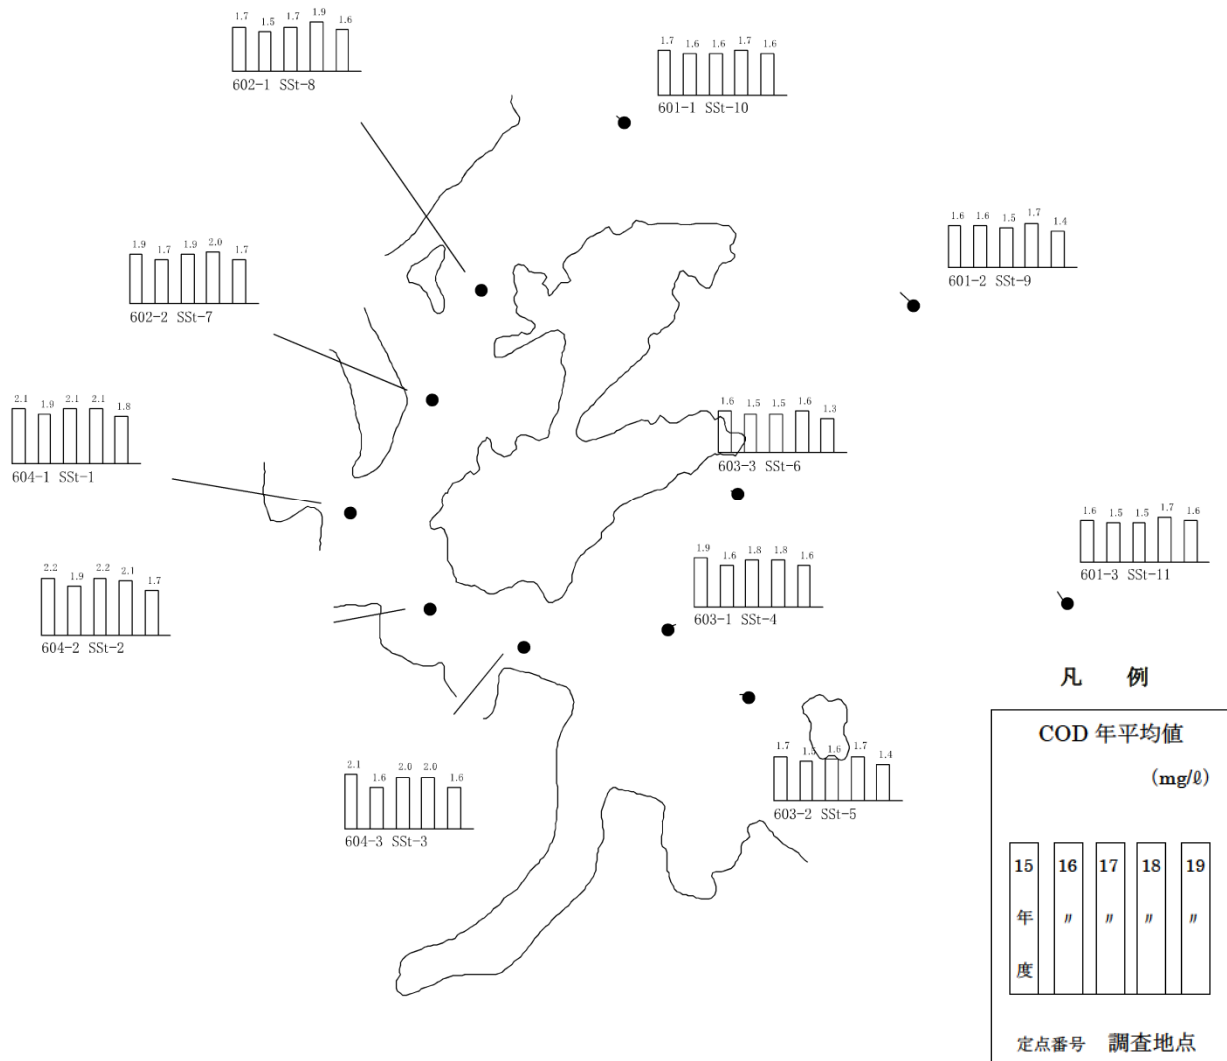 1.7 1.5 1.7 1.9 1.6
602-1 SSt-8
1.7 1.6 1.6 1.7 1.6
601-1 SSt-10
1.6 1.6 1.5 1.7 1.4
601-2 SSt-9
1.9 1.7 1.9 2.0 1.7
602-2 SSt-7
2.1 1.9 2.1 2.1 1.8
604-1 SSt-1
1.6 1.5 1.5 1.6 1.3
603-3 SSt-6
1.6 1.5 1.5 1.7 1.6
601-3 SSt-11
2.2 1.9 2.2 2.1 1.7
604-2 SSt-2
1.9 1.6 1.8 1.8 1.6
603-1 SSt-4
2.1 1.6 2.0 2.0 1.6
604-3 SSt-3
1.7 1.5 1.6 1.7 1.4
603-2 SSt-5
凡 例
COD 年平均値
(mg/ℓ)
15 16 17 18 19
年 〃 〃 〃 〃
度
定点番号 調査地点